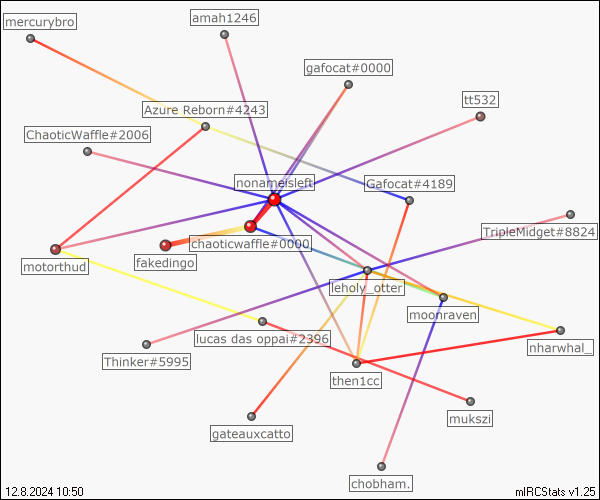 mercurybro
amah1246
gafocat#0000
tt532
Azure Reborn#4243
ChaoticWaffle#2006
nonameisleft
Gafocat#4189
TripleMidget#8824
chaoticwaffle#0000
fakedingo
motorthud
leholy_otter
moonraven
lucas das oppai#2396
nharwhal_
Thinker#5995
then1cc
mukszi
gateauxcatto
chobham.
12.8.2024 10:50
mIRCStats v1.25